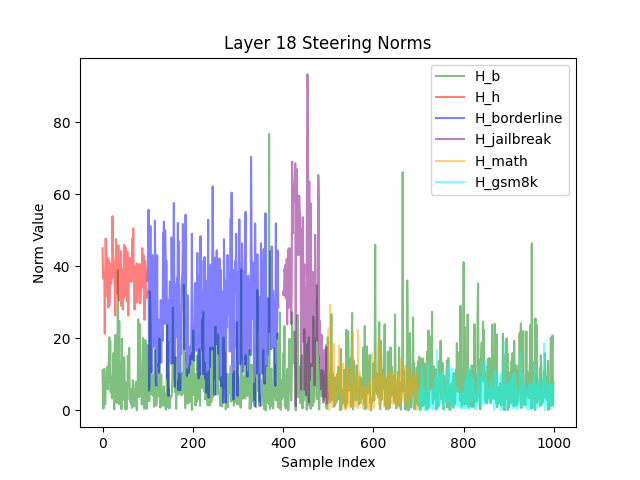 Layer 18 Steering Norms
Norm Value
80
60
40
20
0
0
200
400
600
800
1000
Sample Index
H_b
H_h
H_borderline
H_jailbreak
H_math
H_gsm8k